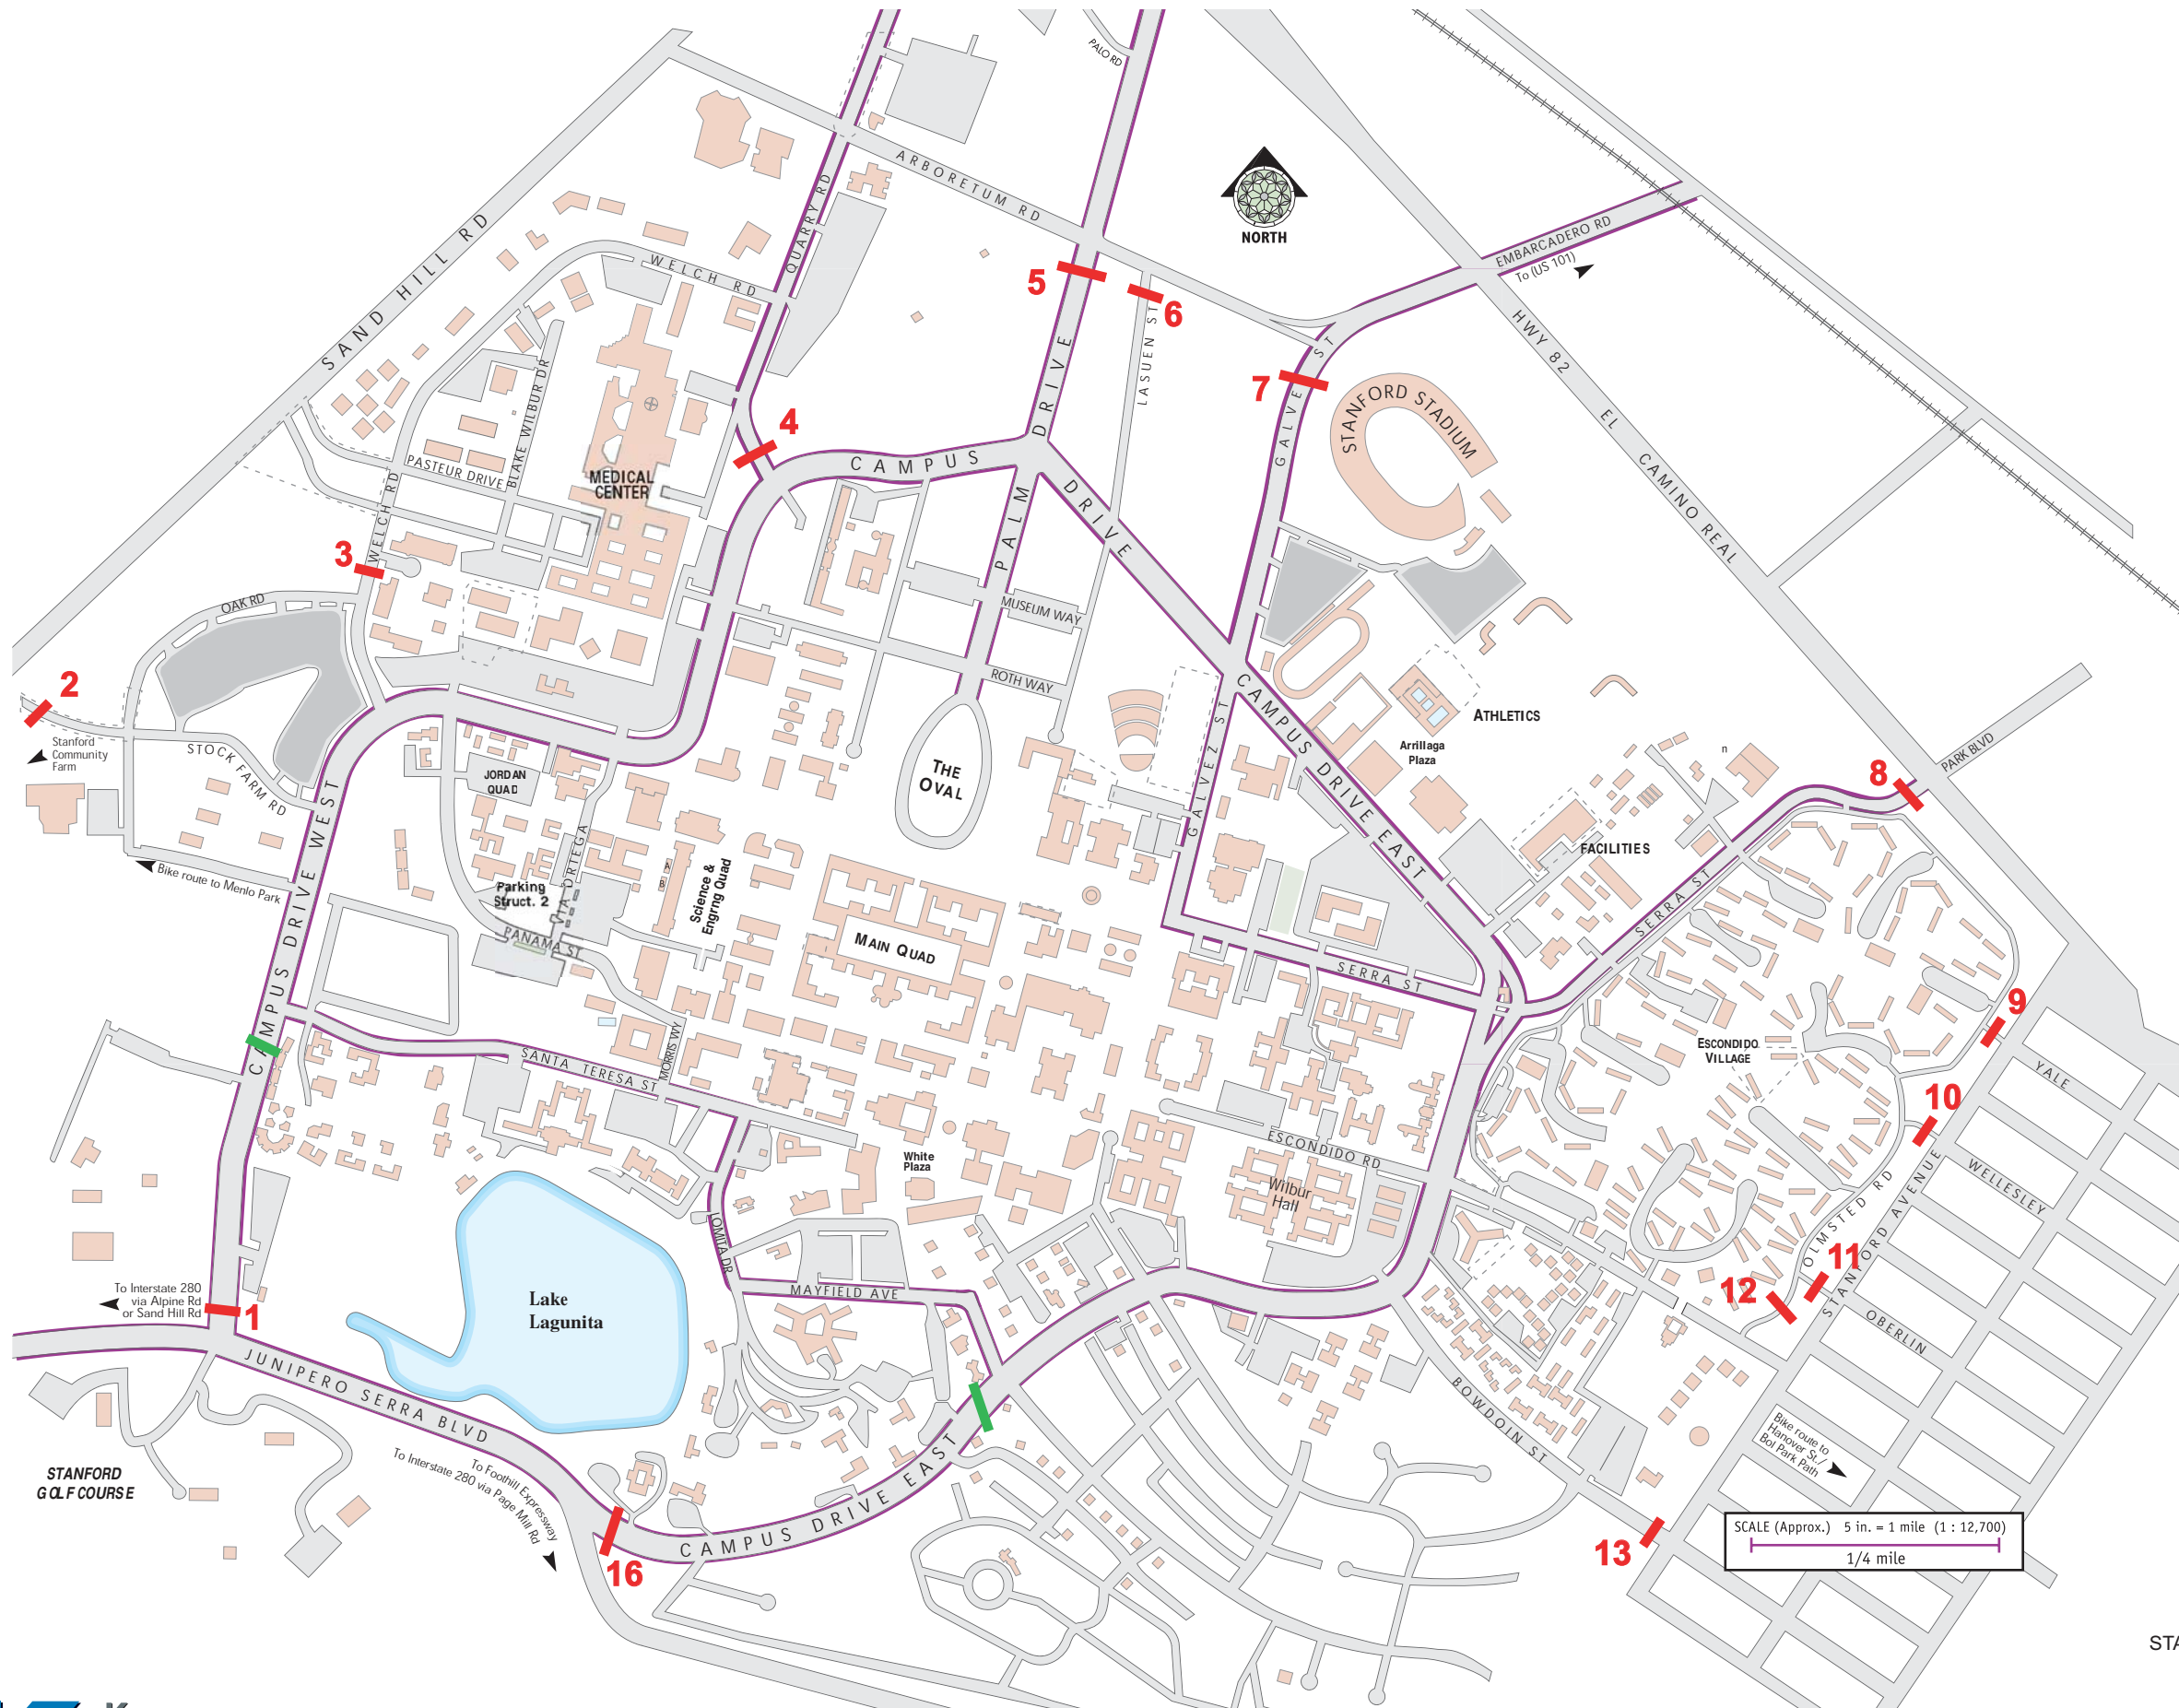 PALO RD
ARBORETUM RD
QUARRY RD
SAND HILL RD
WELCH RD
NORTH
EMBARCADERO RD
To (US 101)
5
6
LASUEN ST
7
GALVEZ ST
STANFORD STADIUM
HWY 82
EL CAMINO REAL
BLAKE WILBUR DR
PASTEUR DRIVE
MEDICAL
CENTER
4
CAMPUS DRIVE
PALM DRIVE
WELCH RD
3
OAK RD
MUSEUM WAY
ROTH WAY
2
Stanford
Community
Farm
STOCK FARM RD
JORDAN
QUAD
THE
OVAL
GALVEZ ST
CAMPUS DRIVE EAST
ATHLETICS
Arrillaga
Plaza
n
8
PARK BLVD
FACILITIES
Bike route to Menlo Park
CAMPUS DRIVE WEST
VIA ORTEGA
Parking
Struct. 2
A
B
Science &
Engrng Quad
PANAMA ST
MAIN QUAD
SERRA ST
SERRA ST
ESCONDIDO
VILLAGE
9
YALE
SANTA TERESA ST
MORRIS WY
10
WELLESLEY
White
Plaza
ESCONDIDO RD
Wilbur
Hall
OLMSTED RD
STANFORD AVENUE
11
12
OBERLIN
LOMITA DR
MAYFIELD AVE
Lake
Lagunita
To Interstate 280
via Alpine Rd
or Sand Hill Rd
1
JUNIPERO SERRA BLVD
BOWDOIN ST
Bike route to
Hanover St./
Bol Park Path
STANFORD
GOLF COURSE
To Foothill Expressway
To Interstate 280 via Page Mill Rd
CAMPUS DRIVE EAST
16
13
SCALE (Approx.) 5 in. = 1 mile (1 : 12,700)
1/4 mile
STA